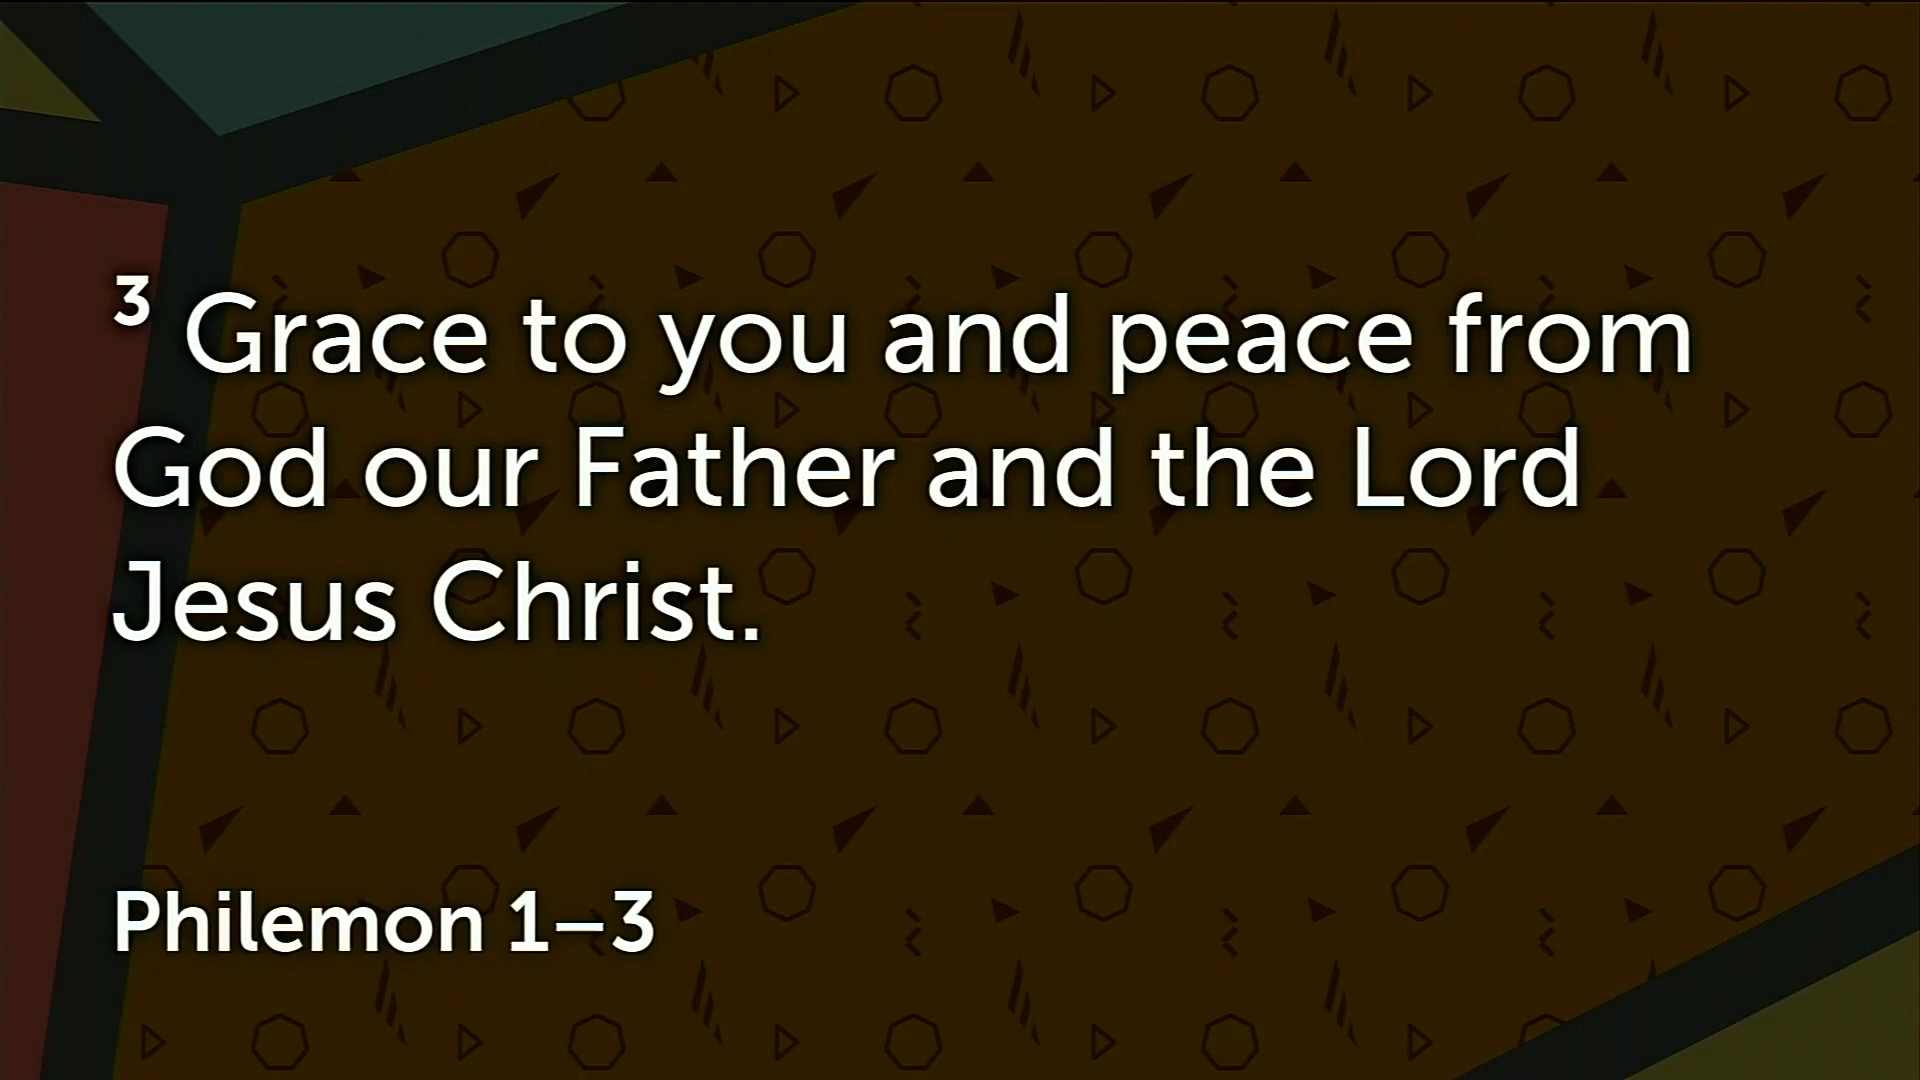 ³ Grace to you and peace from
God our Father and the Lord
Jesus Christ.
Philemon 1–3